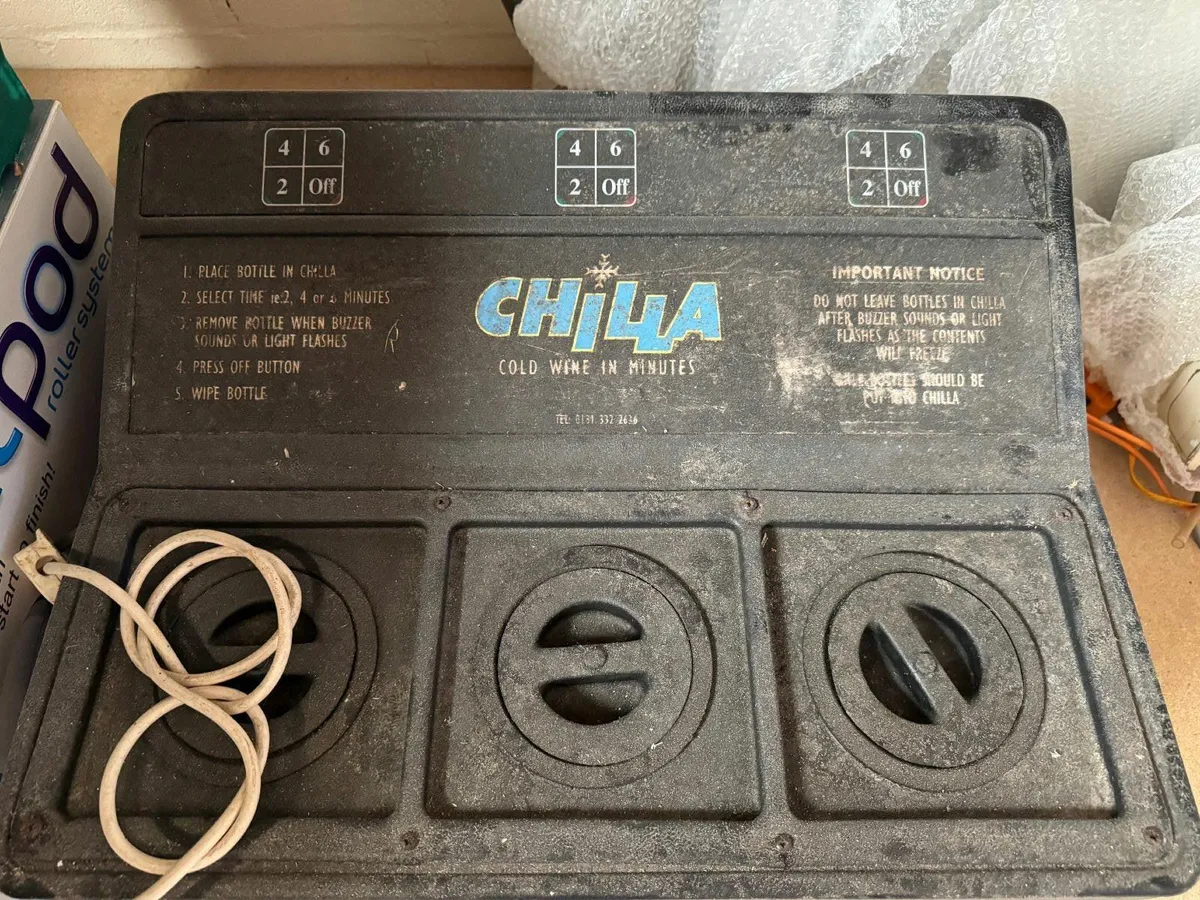 4 6
2 Off
4 6
2 Off
4 6
2 Off
1. PLACE BOTTLE IN CHILLA
2. SELECT TIME ie:2, 4 or 6 MINUTES
3. REMOVE BOTTLE WHEN BUZZER
SOUNDS OR LIGHT FLASHES
4. PRESS OFF BUTTON
5. WIPE BOTTLE
CHILLA
COLD WINE IN MINUTES
TEL: 0131 332 2636
IMPORTANT NOTICE
DO NOT LEAVE BOTTLES IN CHILLA
AFTER BUZZER SOUNDS OR LIGHT
FLASHES AS THE CONTENTS
WILL FREEZE
BOTTLES SHOULD BE
PUT INTO CHILLA
pod
roller system
finish!
start